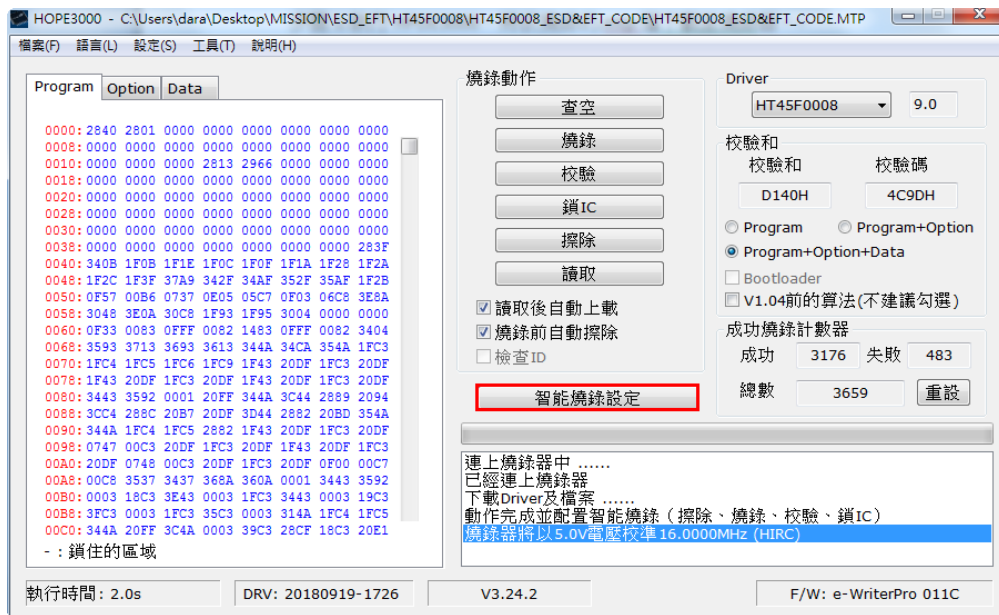 HOPE3000 - C:\Users\dara\Desktop\MISSION\ESD_EFT\HT45F0008\HT45F0008_ESD&EFT_CODE\HT45F0008_ESD&EFT_CODE.MTP
檔案(F) 語言(L) 設定(S) 工具(T) 說明(H)
Program Option Data
0000: 2840 2801 0000 0000 0000 0000 0000 0000
0008: 0000 0000 0000 0000 0000 0000 0000 0000
0010: 0000 0000 0000 2813 2966 0000 0000 0000
0018: 0000 0000 0000 0000 0000 0000 0000 0000
0020: 0000 0000 0000 0000 0000 0000 0000 0000
0028: 0000 0000 0000 0000 0000 0000 0000 0000
0030: 0000 0000 0000 0000 0000 0000 0000 0000
0038: 0000 0000 0000 0000 0000 0000 0000 283F
0040: 340B 1F0B 1F1E 1F0C 1F0F 1F1A 1F28 1F2A
0048: 1F2C 1F3F 37A9 342F 34AF 352F 35AF 1F2B
0050: 0F57 00B6 0737 0E05 05C7 0F03 06C8 3E8A
0058: 3048 3E0A 30C8 1F93 1F95 3004 0000 0000
0060: 0F33 0083 0FFF 0082 1483 0FFF 0082 3404
0068: 3593 3713 3693 3613 344A 34CA 354A 1FC3
0070: 1FC4 1FC5 1FC6 1FC9 1F43 20DF 1FC3 20DF
0078: 1F43 20DF 1FC3 20DF 1F43 20DF 1FC3 20DF
0080: 3443 3592 0001 20FF 344A 3C44 2889 2094
0088: 3CC4 288C 20B7 20DF 3D44 2882 20BD 354A
0090: 344A 1FC4 1FC5 2882 1F43 20DF 1FC3 20DF
0098: 0747 00C3 20DF 1FC3 20DF 1F43 20DF 1FC3
00A0: 20DF 0748 00C3 20DF 1FC3 20DF 0F00 00C7
00A8: 00C8 3537 3437 368A 360A 0001 3443 3592
00B0: 0003 18C3 3E43 0003 1FC3 3443 0003 19C3
00B8: 3FC3 0003 1FC3 35C3 0003 314A 1FC4 1FC5
00C0: 344A 20FF 3C4A 0003 39C3 28CF 18C3 20E1
- : 鎖住的區域
燒錄動作
查空
燒錄
校驗
鎖IC
擦除
讀取
讀取後自動上載
燒錄前自動擦除
檢查ID
智能燒錄設定
Driver
HT45F0008 9.0
校驗和
校驗和 校驗碼
D140H 4C9DH
Program Program+Option
Program+Option+Data
Bootloader
V1.04前的算法(不建議勾選)
成功燒錄計數器
成功 3176 失敗 483
總數 3659 重設
連上燒錄器中 ......
已經連上燒錄器
下載Driver及檔案 ......
動作完成並配置智能燒錄（擦除、燒錄、校驗、鎖IC）
燒錄器將以5.0V電壓校準16.0000MHz (HIRC)
執行時間: 2.0s DRV: 20180919-1726 V3.24.2 F/W: e-WriterPro 011C